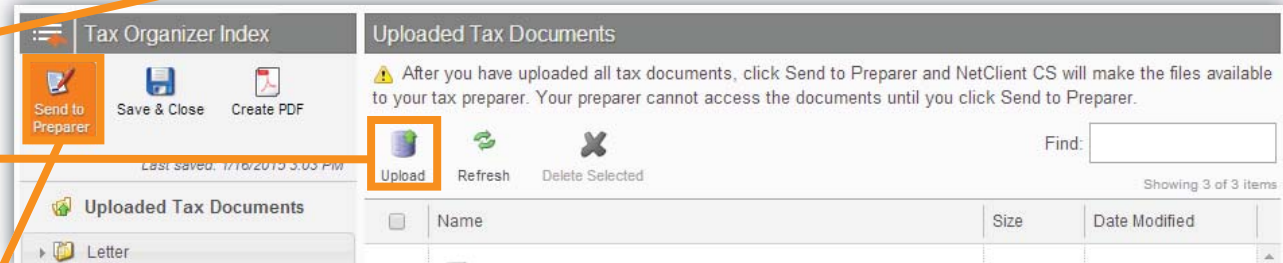 Tax Organizer Index
Send to
Preparer
Save & Close
Create PDF
Last saved: 1/16/2015 3:03 PM
Uploaded Tax Documents
Letter
Uploaded Tax Documents
After you have uploaded all tax documents, click Send to Preparer and NetClient CS will make the files available
to your tax preparer. Your preparer cannot access the documents until you click Send to Preparer.
Upload
Refresh
Delete Selected
Find:
Showing 3 of 3 items
Name
Size
Date Modified